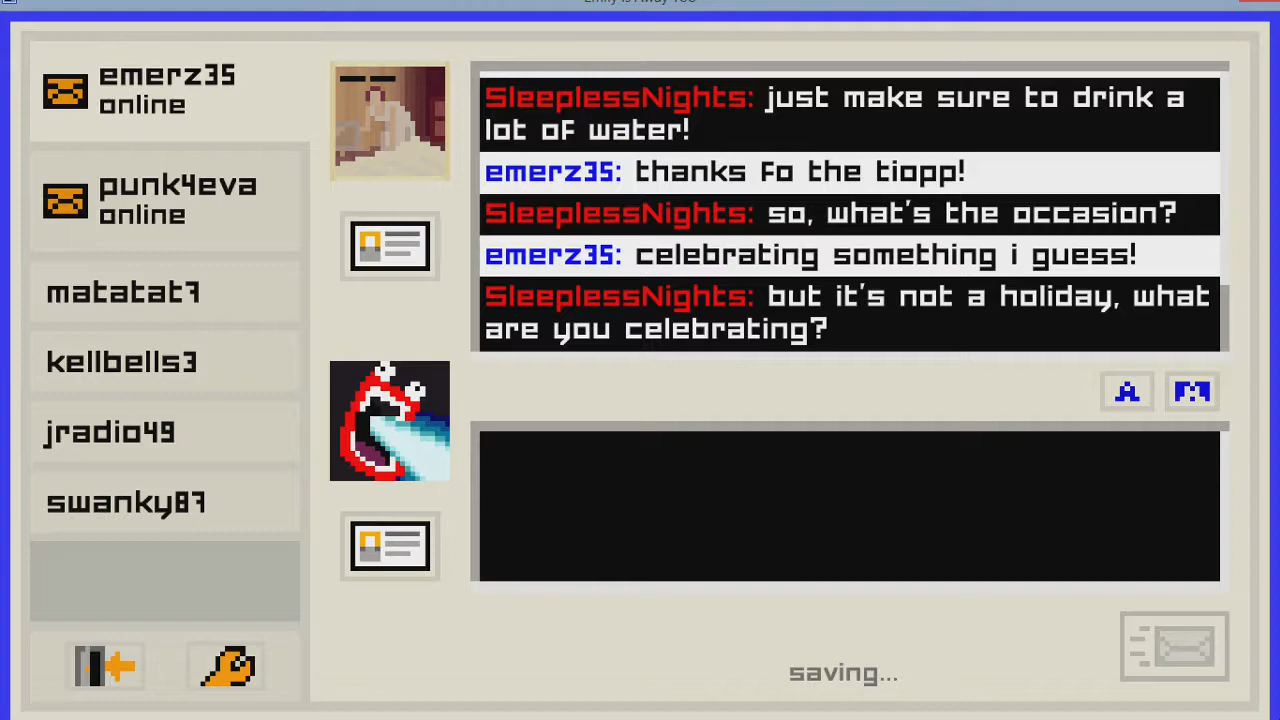 emerz35
online
punk4eva
online
matatat7
kellbells3
jradio49
swanky87
SleeplessNights: just make sure to drink a
lot of water!
emerz35: thanks fo the tiopp!
SleeplessNights: so, what's the occasion?
emerz35: celebrating something i guess!
SleeplessNights: but it's not a holiday, what
are you celebrating?
A
saving...